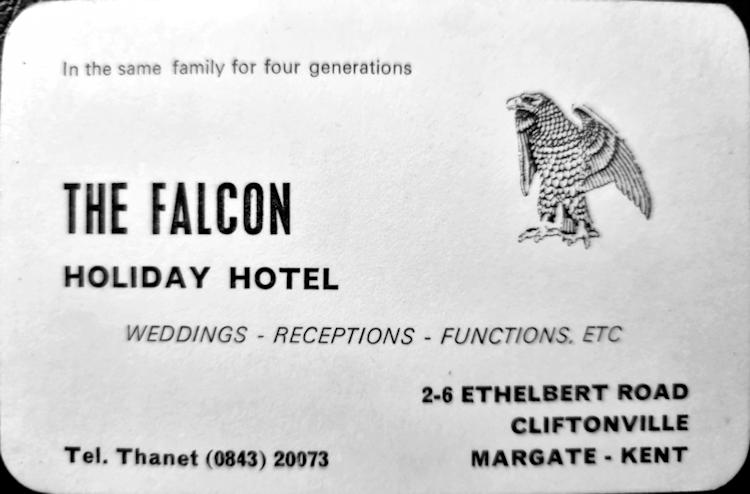 In the same family for four generations
THE FALCON
HOLIDAY HOTEL
WEDDINGS - RECEPTIONS - FUNCTIONS. ETC
2-6 ETHELBERT ROAD
CLIFTONVILLE
MARGATE - KENT
Tel. Thanet (0843) 20073